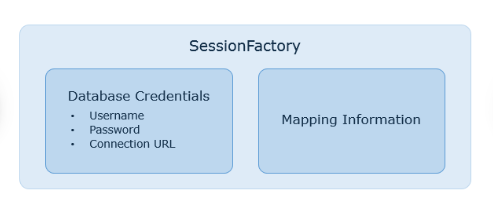 SessionFactory
Database Credentials
• Username
• Password
• Connection URL
Mapping Information